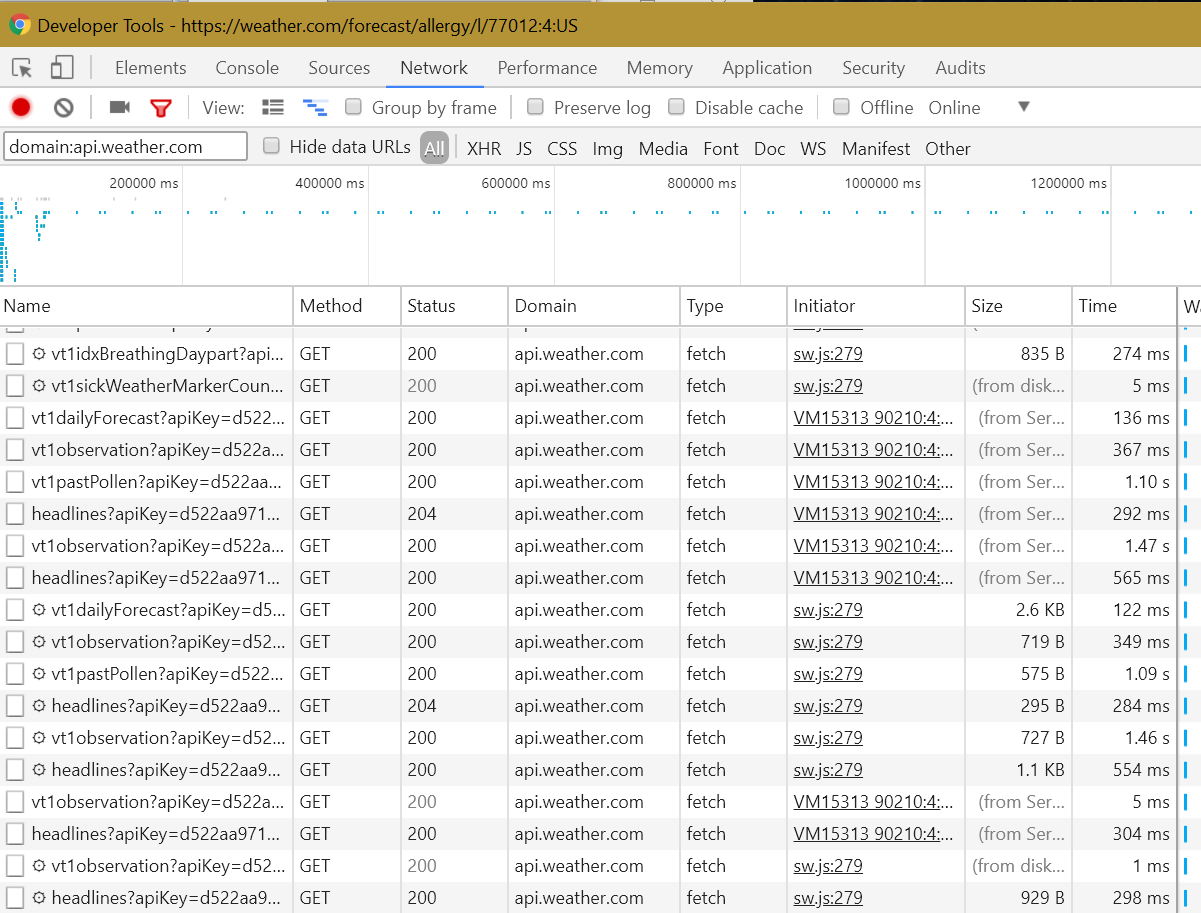 Developer Tools - https://weather.com/forecast/allergy/l/77012:4:US
Elements Console Sources Network Performance Memory Application Security Audits
View: Group by frame Preserve log Disable cache Offline Online
domain:api.weather.com Hide data URLs All XHR JS CSS Img Media Font Doc WS Manifest Other
200000 ms 400000 ms 600000 ms 800000 ms 1000000 ms 1200000 ms
Name Method Status Domain Type Initiator Size Time
vt1idxBreathingDaypart?api... GET 200 api.weather.com fetch sw.js:279 835 B 274 ms
vt1sickWeatherMarkerCoun... GET 200 api.weather.com fetch sw.js:279 (from disk... 5 ms
vt1dailyForecast?apiKey=d522... GET 200 api.weather.com fetch VM15313 90210:4:... (from Ser... 136 ms
vt1observation?apiKey=d522a... GET 200 api.weather.com fetch VM15313 90210:4:... (from Ser... 367 ms
vt1pastPollen?apiKey=d522aa... GET 200 api.weather.com fetch VM15313 90210:4:... (from Ser... 1.10 s
headlines?apiKey=d522aa971... GET 204 api.weather.com fetch VM15313 90210:4:... (from Ser... 292 ms
vt1observation?apiKey=d522a... GET 200 api.weather.com fetch VM15313 90210:4:... (from Ser... 1.47 s
headlines?apiKey=d522aa971... GET 200 api.weather.com fetch VM15313 90210:4:... (from Ser... 565 ms
vt1dailyForecast?apiKey=d5... GET 200 api.weather.com fetch sw.js:279 2.6 KB 122 ms
vt1observation?apiKey=d52... GET 200 api.weather.com fetch sw.js:279 719 B 349 ms
vt1pastPollen?apiKey=d522... GET 200 api.weather.com fetch sw.js:279 575 B 1.09 s
headlines?apiKey=d522aa9... GET 204 api.weather.com fetch sw.js:279 295 B 284 ms
vt1observation?apiKey=d52... GET 200 api.weather.com fetch sw.js:279 727 B 1.46 s
headlines?apiKey=d522aa9... GET 200 api.weather.com fetch sw.js:279 1.1 KB 554 ms
vt1observation?apiKey=d522a... GET 200 api.weather.com fetch VM15313 90210:4:... (from Ser... 5 ms
headlines?apiKey=d522aa971... GET 200 api.weather.com fetch VM15313 90210:4:... (from Ser... 304 ms
vt1observation?apiKey=d52... GET 200 api.weather.com fetch sw.js:279 (from disk... 1 ms
headlines?apiKey=d522aa9... GET 200 api.weather.com fetch sw.js:279 929 B 298 ms